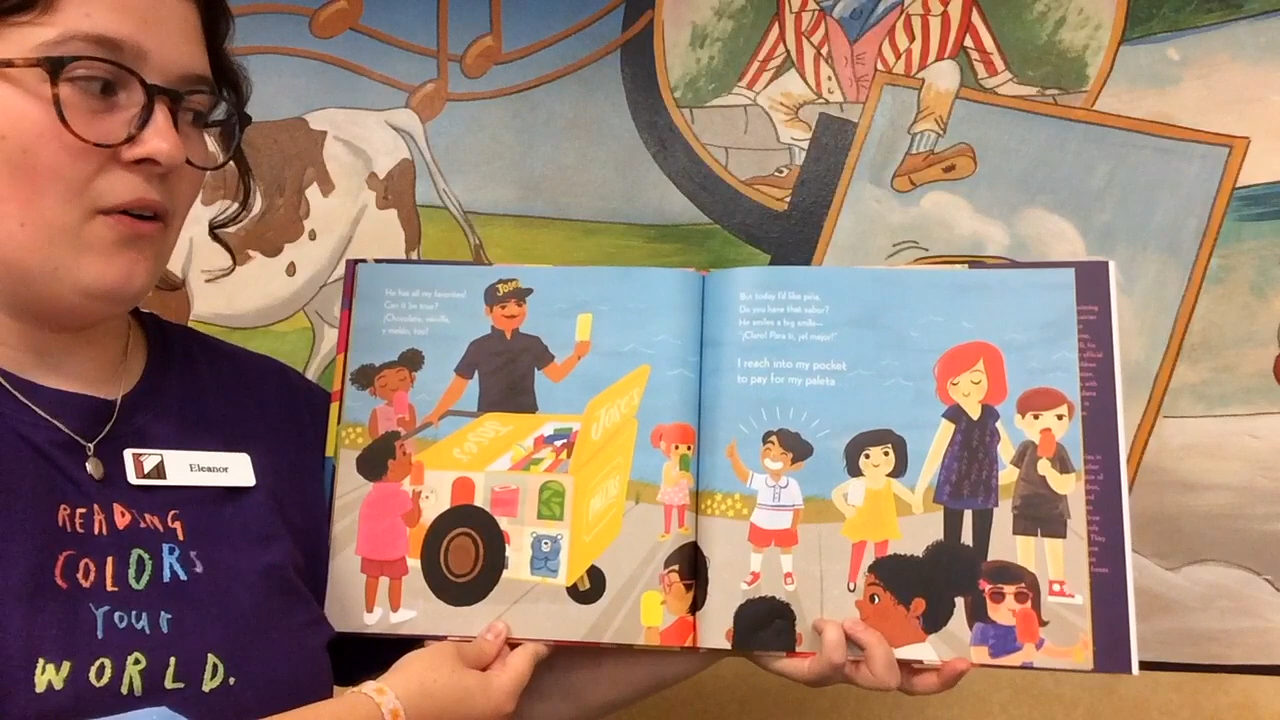 Eleanor
READING
COLORS
YOUR
WORLD.
He has all my favorites!
Can it be true?
¡Chocolate, vainilla,
y melón, too!
JOSE
José's
José's
But today I'd like piña.
Do you have that sabor?
He smiles a big smile—
"¡Claro! Para ti, ¡el mejor!"
I reach into my pocket
to pay for my paleta